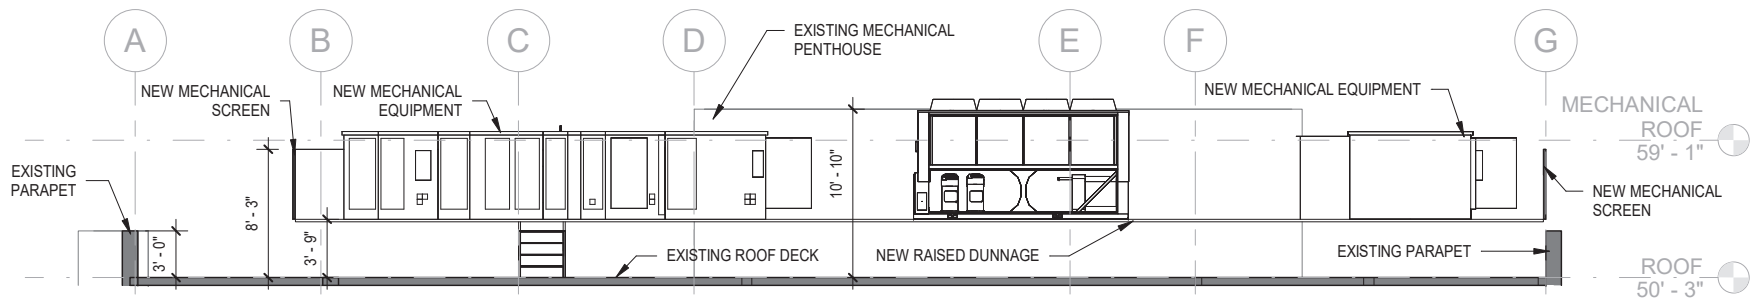 A
B
C
D
E
F
G
EXISTING MECHANICAL
PENTHOUSE
NEW MECHANICAL
SCREEN
NEW MECHANICAL
EQUIPMENT
NEW MECHANICAL EQUIPMENT
MECHANICAL
ROOF
59' - 1"
EXISTING
PARAPET
NEW MECHANICAL
SCREEN
3' - 0"
8' - 3"
3' - 9"
10' - 10"
EXISTING ROOF DECK
NEW RAISED DUNNAGE
EXISTING PARAPET
ROOF
50' - 3"